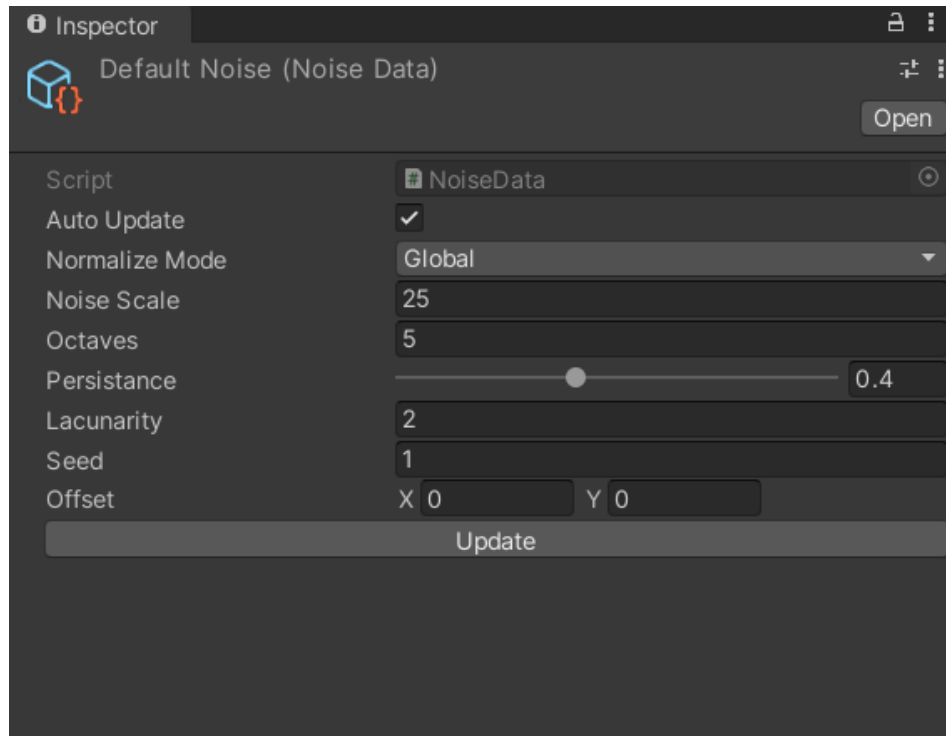 Inspector
Default Noise (Noise Data)
Open
Script # NoiseData
Auto Update
Normalize Mode Global
Noise Scale 25
Octaves 5
Persistance 0.4
Lacunarity 2
Seed 1
Offset X 0 Y 0
Update